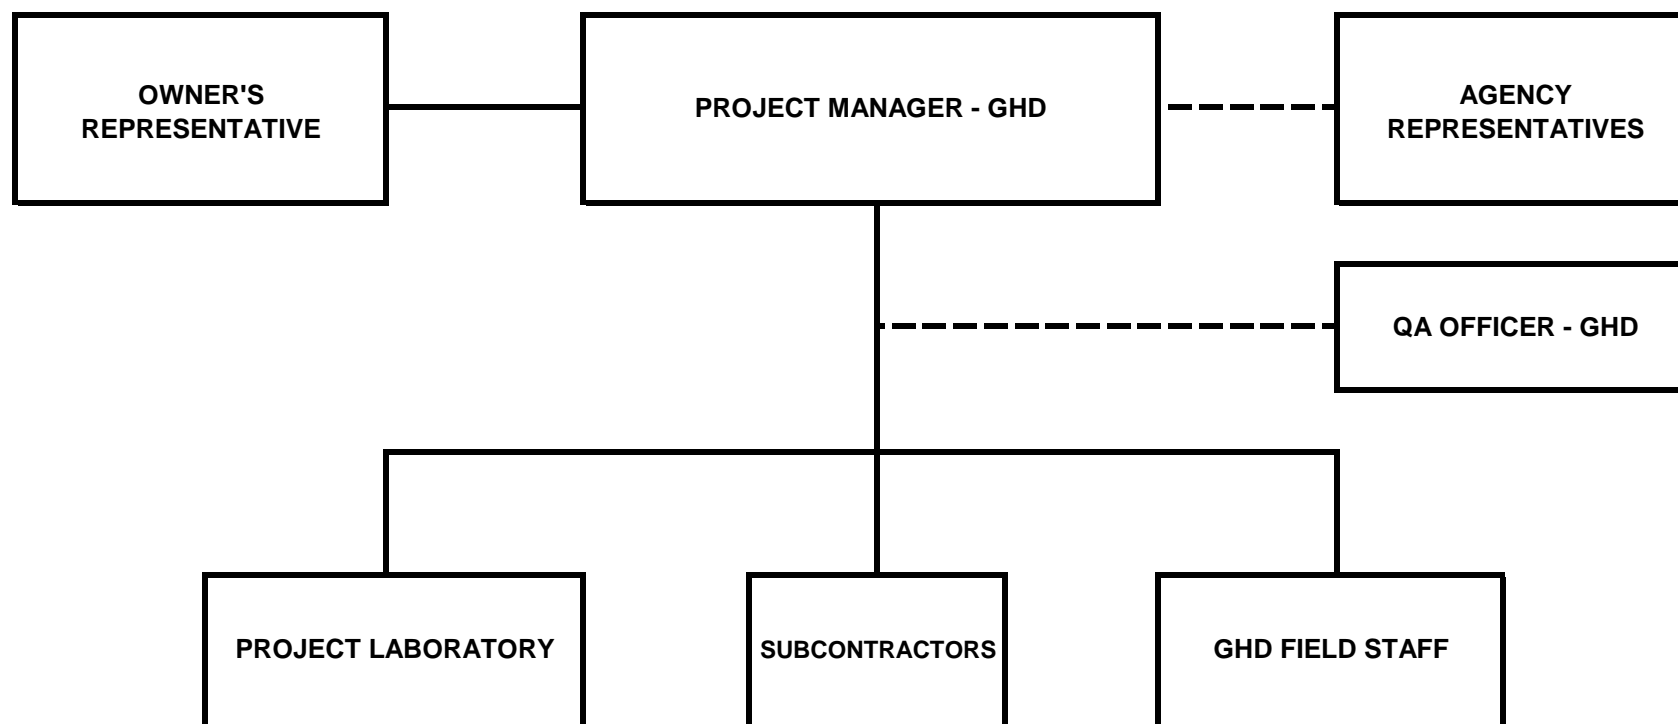 OWNER'S
REPRESENTATIVE
PROJECT MANAGER - GHD
AGENCY
REPRESENTATIVES
QA OFFICER - GHD
PROJECT LABORATORY
SUBCONTRACTORS
GHD FIELD STAFF